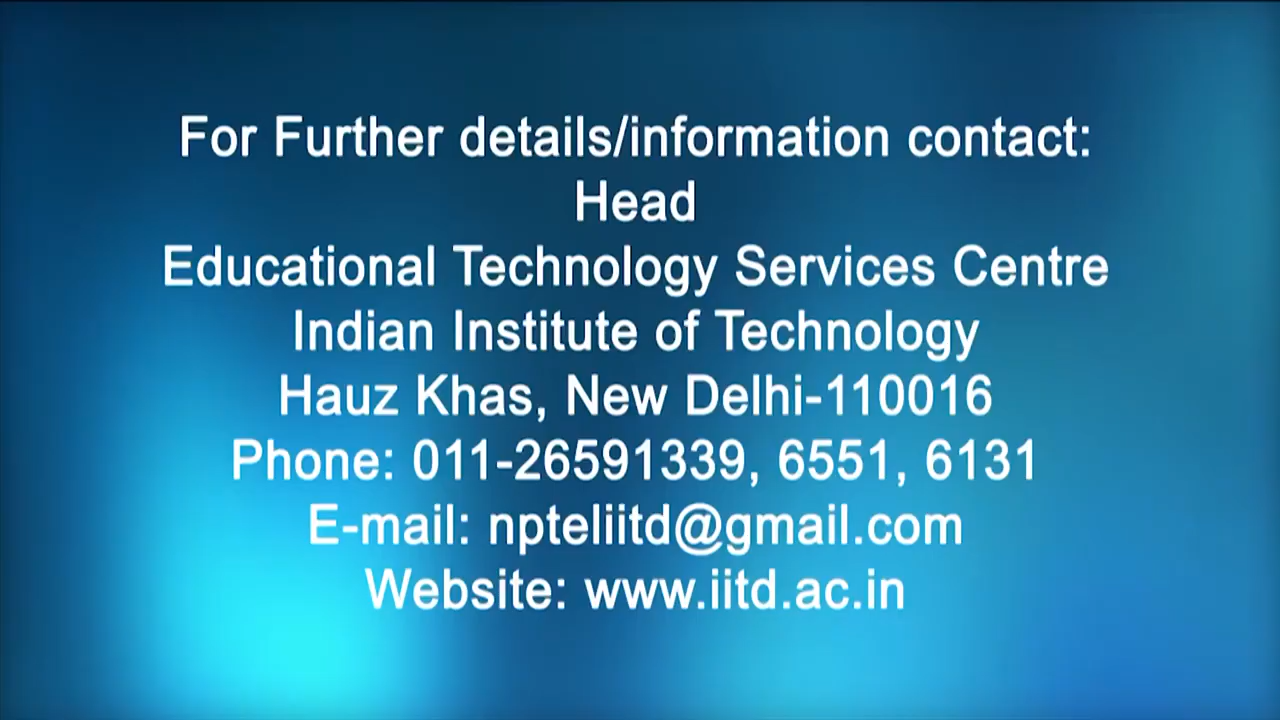 For Further details/information contact:
Head
Educational Technology Services Centre
Indian Institute of Technology
Hauz Khas, New Delhi-110016
Phone: 011-26591339, 6551, 6131
E-mail: npteliitd@gmail.com
Website: www.iitd.ac.in